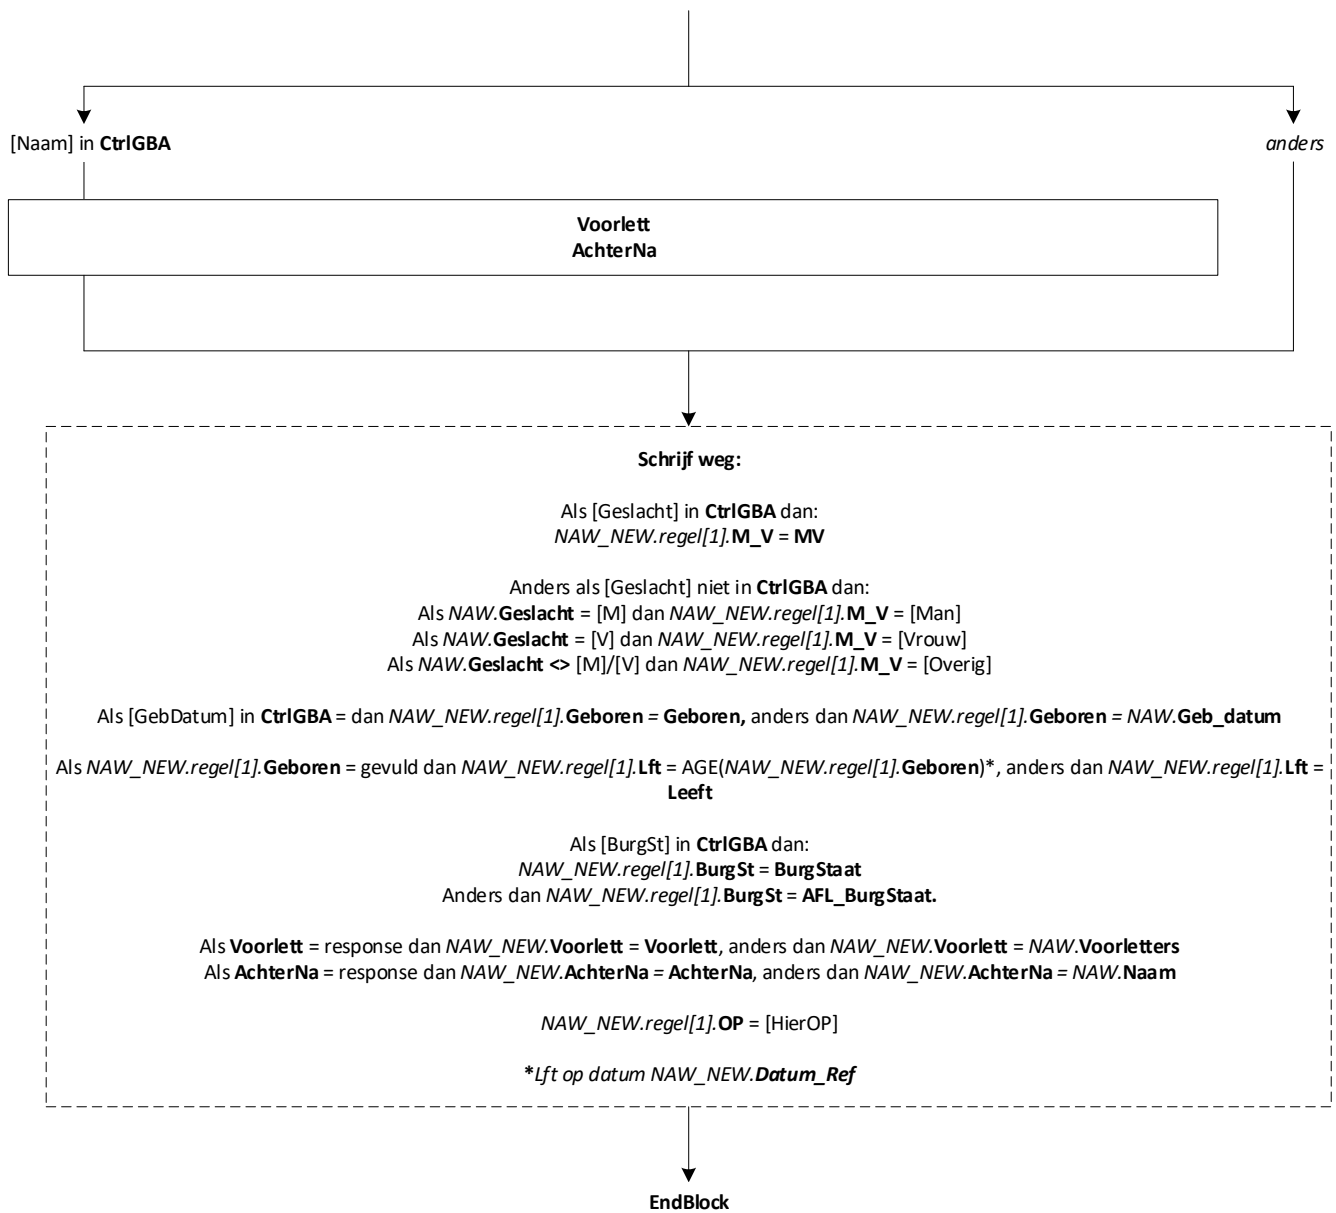 [Naam] in CtrlGBA
anders
Voorlett
AchterNa
Schrijf weg:
Als [Geslacht] in CtrlGBA dan:
NAW_NEW.regel[1].M_V = MV
Anders als [Geslacht] niet in CtrlGBA dan:
Als NAW.Geslacht = [M] dan NAW_NEW.regel[1].M_V = [Man]
Als NAW.Geslacht = [V] dan NAW_NEW.regel[1].M_V = [Vrouw]
Als NAW.Geslacht <> [M]/[V] dan NAW_NEW.regel[1].M_V = [Overig]
Als [GebDatum] in CtrlGBA = dan NAW_NEW.regel[1].Geboren = Geboren, anders dan NAW_NEW.regel[1].Geboren = NAW.Geb_datum
Als NAW_NEW.regel[1].Geboren = gevuld dan NAW_NEW.regel[1].Lft = AGE(NAW_NEW.regel[1].Geboren)*, anders dan NAW_NEW.regel[1].Lft =
Leeft
Als [BurgSt] in CtrlGBA dan:
NAW_NEW.regel[1].BurgSt = BurgStaat
Anders dan NAW_NEW.regel[1].BurgSt = AFL_BurgStaat.
Als Voorlett = response dan NAW_NEW.Voorlett = Voorlett, anders dan NAW_NEW.Voorlett = NAW.Voorletters
Als AchterNa = response dan NAW_NEW.AchterNa = AchterNa, anders dan NAW_NEW.AchterNa = NAW.Naam
NAW_NEW.regel[1].OP = [HierOP]
*Lft op datum NAW_NEW.Datum_Ref
EndBlock